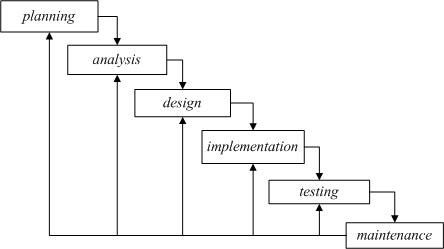 planning
analysis
design
implementation
testing
maintenance